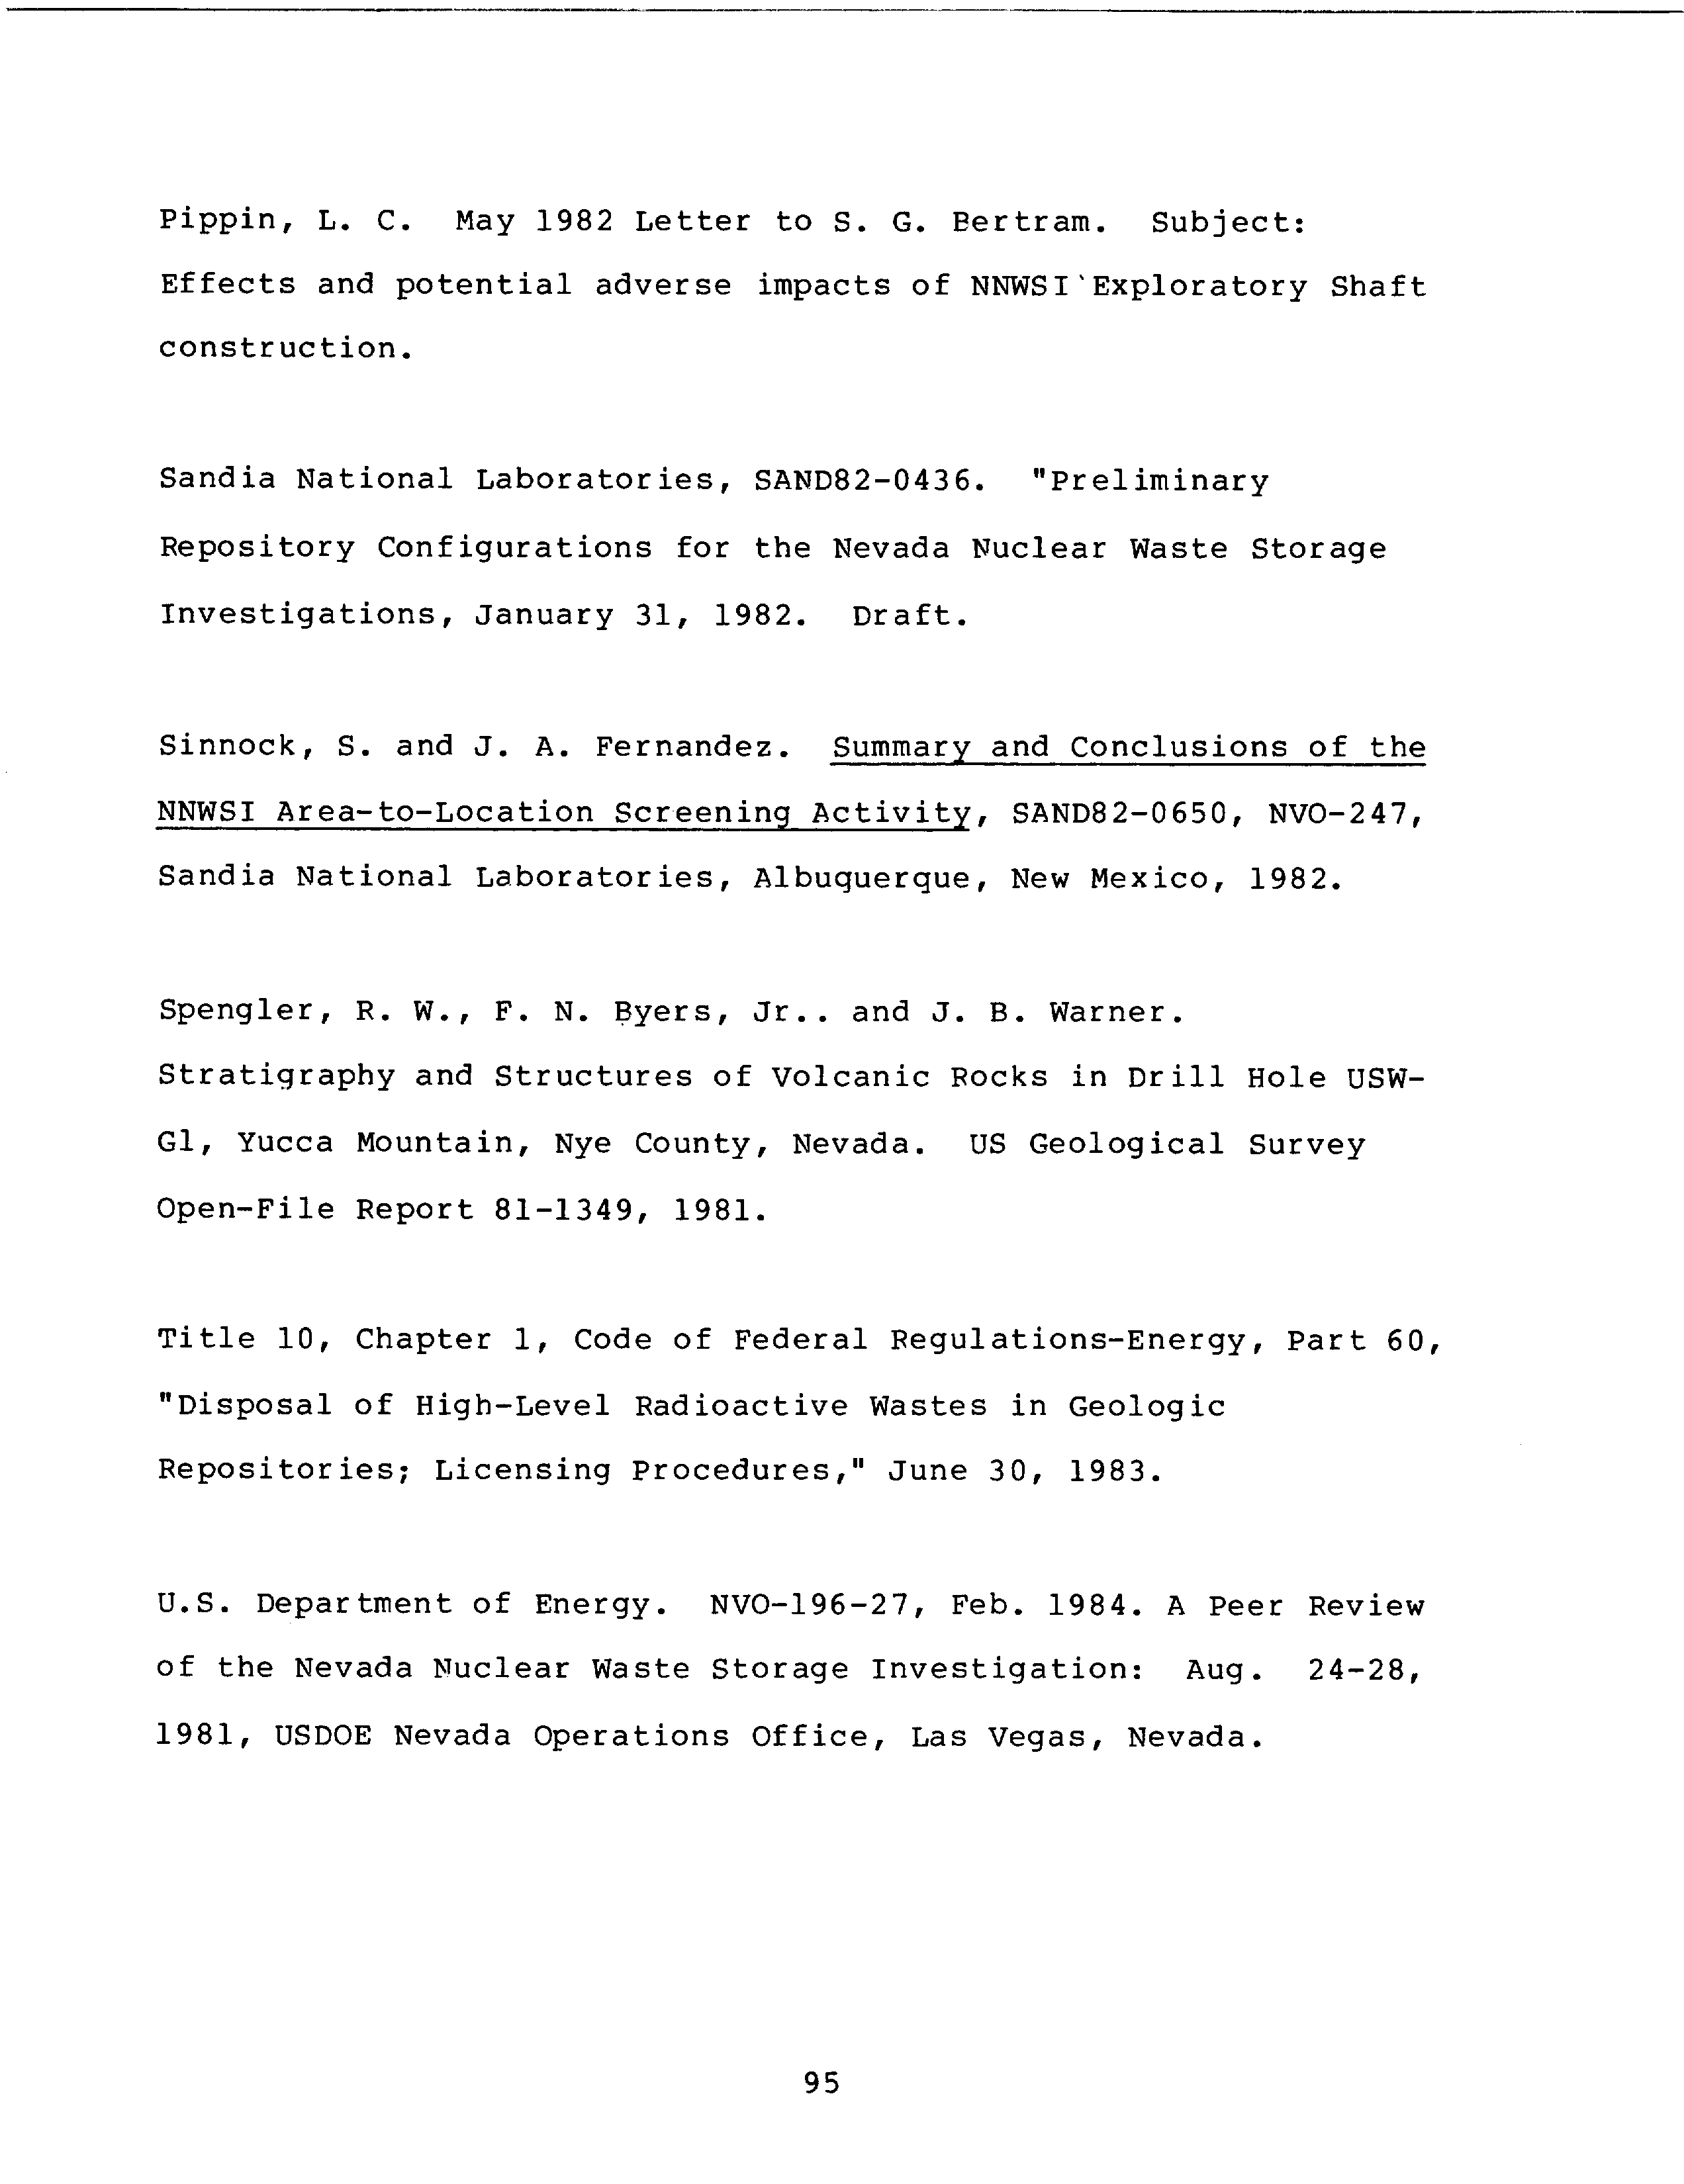 Pippin, L. C.  May 1982 Letter to S. G. Bertram.  Subject:
Effects and potential adverse impacts of NNWSI`Exploratory Shaft
construction.
Sandia National Laboratories, SAND82-0436.  "Preliminary
Repository Configurations for the Nevada Nuclear Waste Storage
Investigations, January 31, 1982.  Draft.
Sinnock, S. and J. A. Fernandez.  Summary and Conclusions of the
NNWSI Area-to-Location Screening Activity, SAND82-0650, NVO-247,
Sandia National Laboratories, Albuquerque, New Mexico, 1982.
Spengler, R. W., F. N. Byers, Jr.. and J. B. Warner.
Stratigraphy and Structures of Volcanic Rocks in Drill Hole USW-
G1, Yucca Mountain, Nye County, Nevada.  US Geological Survey
Open-File Report 81-1349, 1981.
Title 10, Chapter 1, Code of Federal Regulations-Energy, Part 60,
"Disposal of High-Level Radioactive Wastes in Geologic
Repositories; Licensing Procedures," June 30, 1983.
U.S. Department of Energy.  NVO-196-27, Feb. 1984. A Peer Review
of the Nevada Nuclear Waste Storage Investigation:  Aug.  24-28,
1981, USDOE Nevada Operations Office, Las Vegas, Nevada.
95